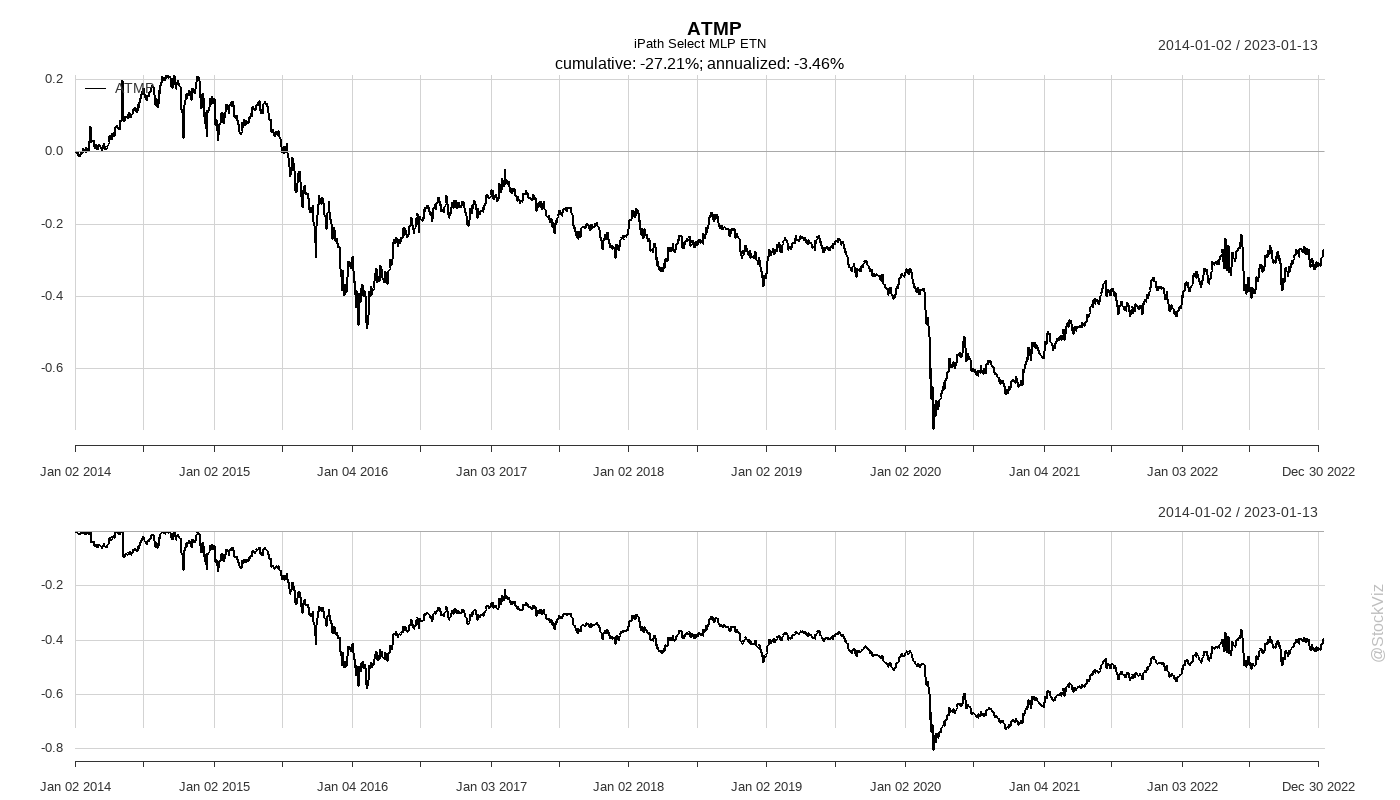 ATMP
iPath Select MLP ETN
2014-01-02 / 2023-01-13
cumulative: -27.21%; annualized: -3.46%
0.2
ATMP
0.0
-0.2
-0.4
-0.6
Jan 02 2014 Jan 02 2015 Jan 04 2016 Jan 03 2017 Jan 02 2018 Jan 02 2019 Jan 02 2020 Jan 04 2021 Jan 03 2022 Dec 30 2022
2014-01-02 / 2023-01-13
-0.2
-0.4
-0.6
-0.8
Jan 02 2014 Jan 02 2015 Jan 04 2016 Jan 03 2017 Jan 02 2018 Jan 02 2019 Jan 02 2020 Jan 04 2021 Jan 03 2022 Dec 30 2022
@StockViz